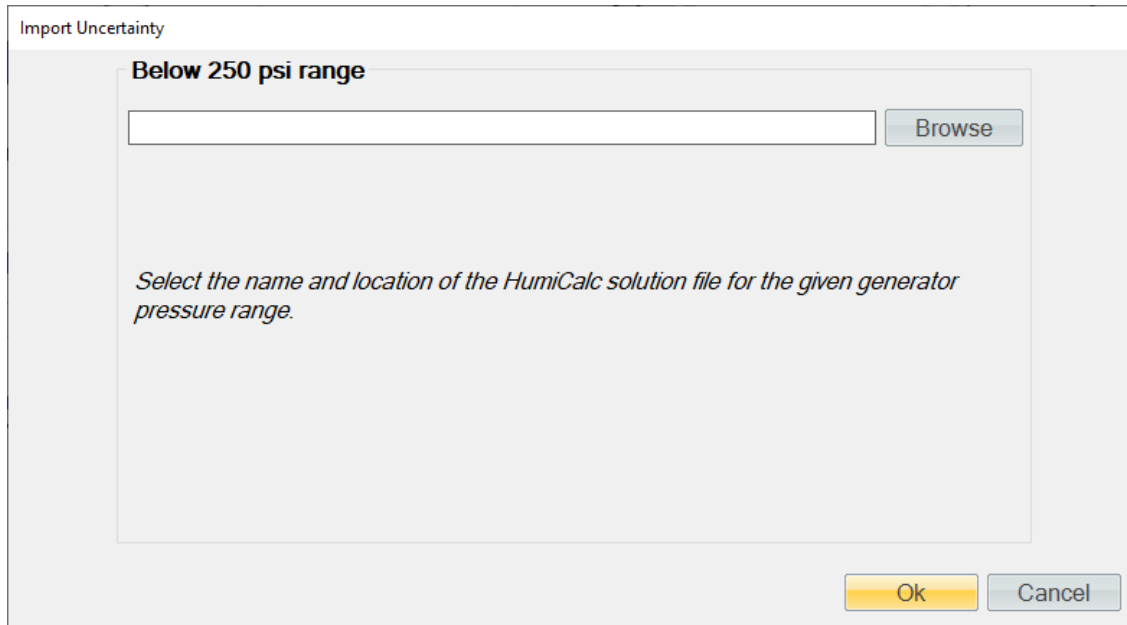 Import Uncertainty
Below 250 psi range
Browse
Select the name and location of the HumiCalc solution file for the given generator
pressure range.
Ok
Cancel